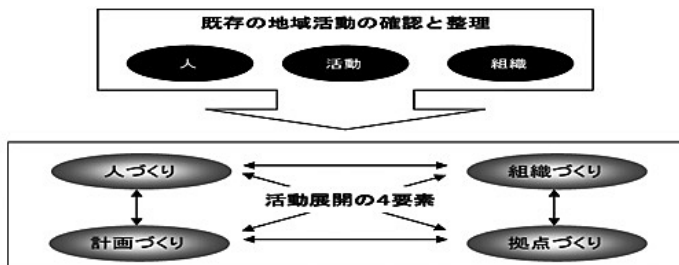 既存の地域活動の確認と整理
人 活動 組織
人づくり 組織づくり
活動展開の4要素
計画づくり 拠点づくり